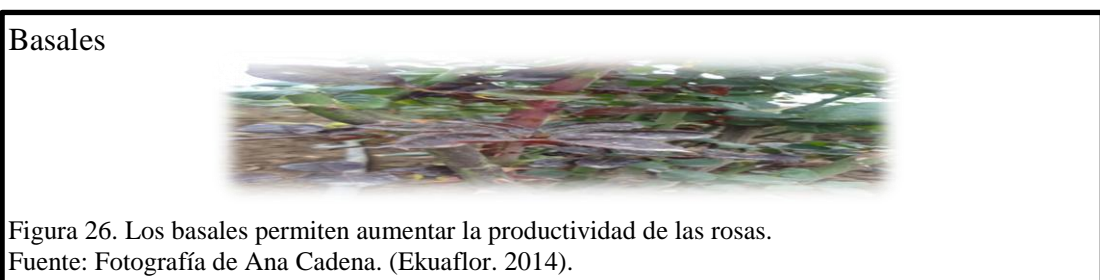 Basales
Figura 26. Los basales permiten aumentar la productividad de las rosas.
Fuente: Fotografía de Ana Cadena. (Ekuaflor. 2014).